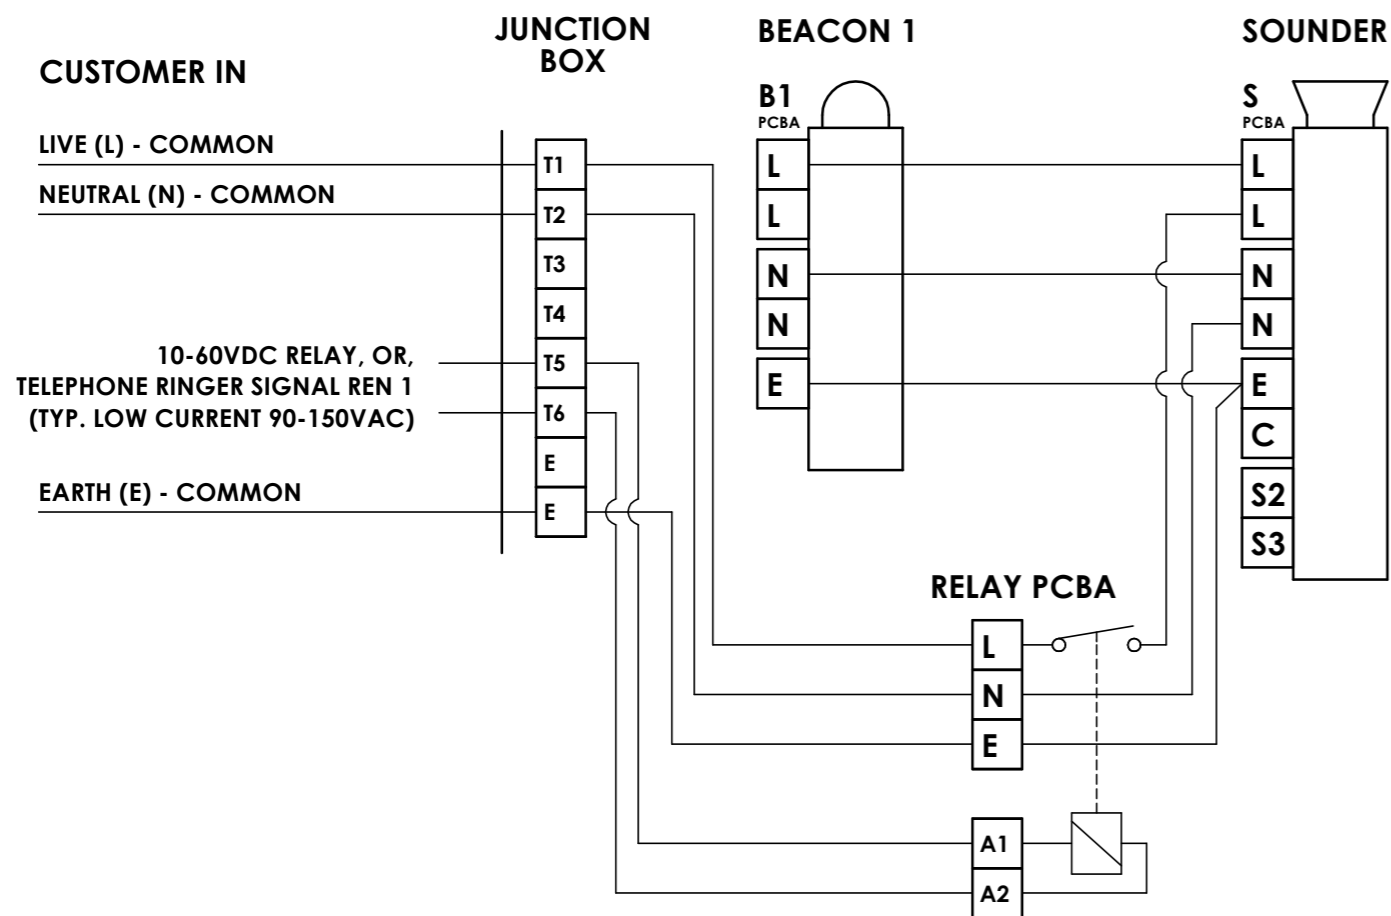 JUNCTION
BOX
BEACON 1
SOUNDER
CUSTOMER IN
B1
PCBA
S
PCBA
LIVE (L) - COMMON
NEUTRAL (N) - COMMON
10-60VDC RELAY, OR,
TELEPHONE RINGER SIGNAL REN 1
(TYP. LOW CURRENT 90-150VAC)
EARTH (E) - COMMON
T1
T2
T3
T4
T5
T6
E
E
L
L
N
N
E
L
L
N
N
E
C
S2
S3
RELAY PCBA
L
N
E
A1
A2